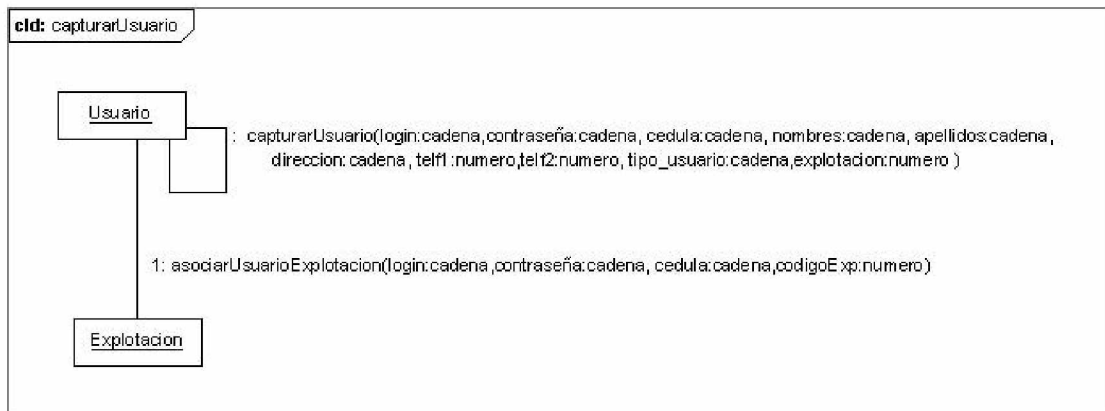 cld: capturarUsuario
Usuario
: capturarUsuario(login:cadena,contraseña:cadena, cedula:cadena, nombres:cadena, apellidos:cadena,
direccion:cadena, telf1:numero,telf2:numero, tipo_usuario:cadena,explotacion:numero )
1: asociarUsuarioExplotacion(login:cadena,contraseña:cadena, cedula:cadena,codigoExp:numero)
Explotacion